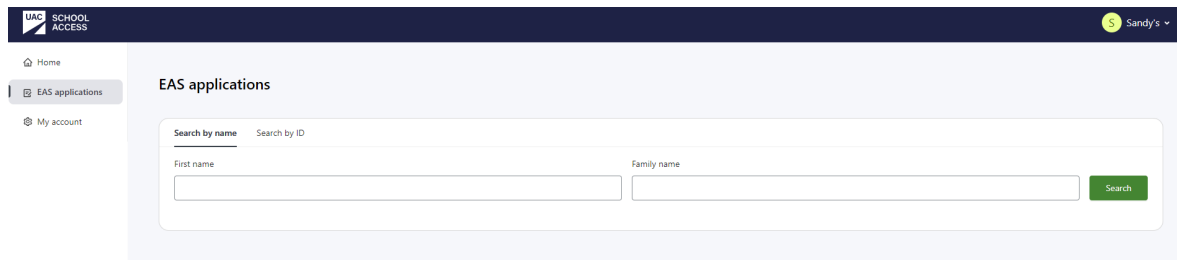 UAC SCHOOL ACCESS
S Sandy's
Home
EAS applications
My account
EAS applications
Search by name Search by ID
First name Family name
Search